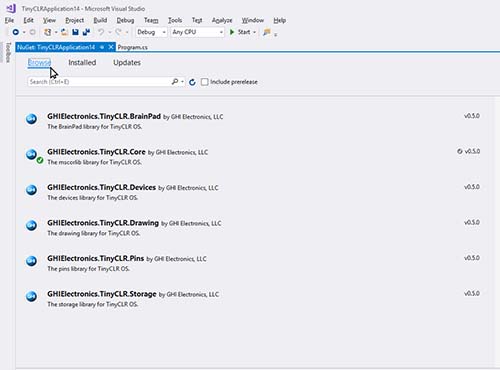 TinyCLRApplication14 - Microsoft Visual Studio
File Edit View Project Build Debug Team Tools Test Analyze Window Help
Debug Any CPU Start
Toolbox
NuGet: TinyCLRApplication14 Program.cs
Browse Installed Updates
Search (Ctrl+E) Include prerelease
GHIElectronics.TinyCLR.BrainPad by GHI Electronics, LLC v0.5.0
The BrainPad library for TinyCLR OS.
GHIElectronics.TinyCLR.Core by GHI Electronics, LLC v0.5.0
The mscorlib library for TinyCLR OS.
GHIElectronics.TinyCLR.Devices by GHI Electronics, LLC v0.5.0
The devices library for TinyCLR OS.
GHIElectronics.TinyCLR.Drawing by GHI Electronics, LLC v0.5.0
The drawing library for TinyCLR OS.
GHIElectronics.TinyCLR.Pins by GHI Electronics, LLC v0.5.0
The pins library for TinyCLR OS.
GHIElectronics.TinyCLR.Storage by GHI Electronics, LLC v0.5.0
The storage library for TinyCLR OS.